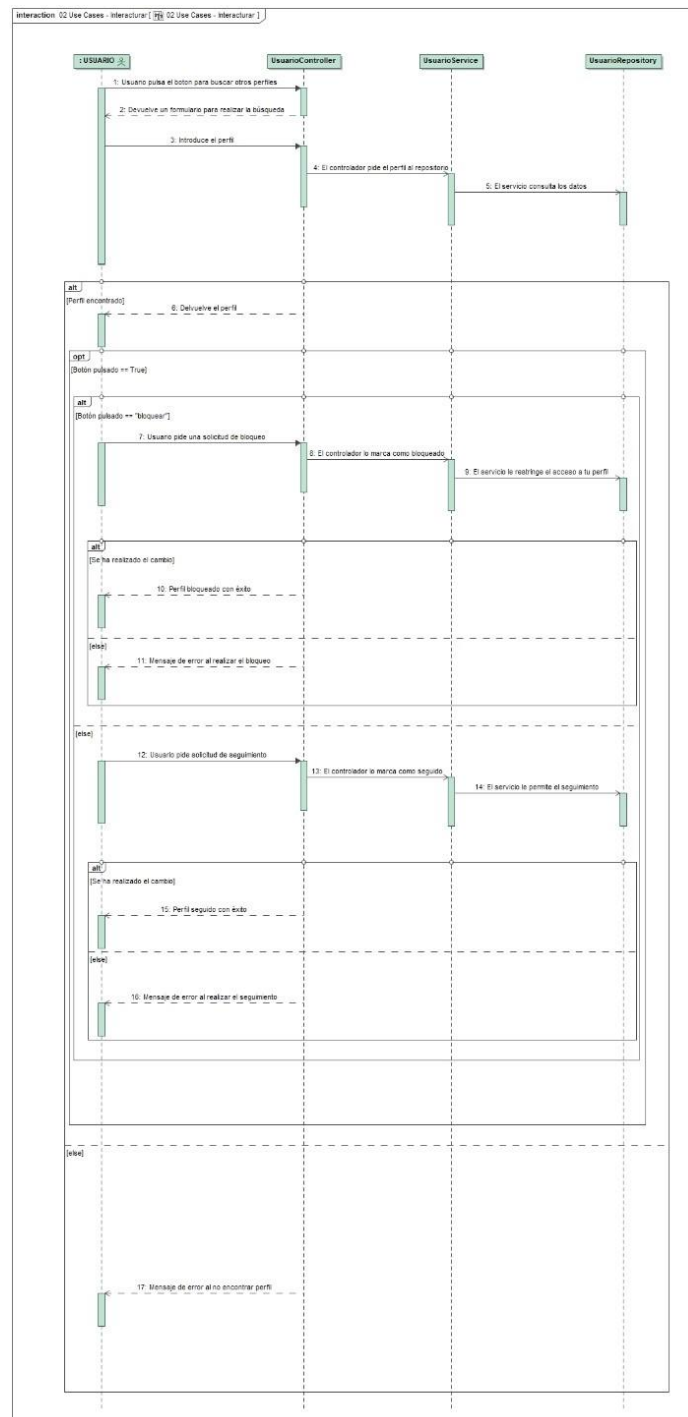 interaction 02 Use Cases - Interacturar [ 02 Use Cases - Interacturar ]
: USUARIO
UsuarioController
UsuarioService
UsuarioRepository
1: Usuario pulsa el boton para buscar otros perfiles
2: Devuelve un formulario para realizar la búsqueda
3: Introduce el perfil
4: El controlador pide el perfil al repositorio
5: El servicio consulta los datos
alt
[Perfil encontrado]
6: Delvuelve el perfil
opt
[Botón pulsado == True]
alt
[Botón pulsado == "bloquear"]
7: Usuario pide una solicitud de bloqueo
8: El controlador lo marca como bloqueado
9: El servicio le restringe el acceso a tu perfil
alt
[Se ha realizado el cambio]
10: Perfil bloqueado con éxito
[else]
11: Mensaje de error al realizar el bloqueo
[else]
12: Usuario pide solicitud de seguimiento
13: El controlador lo marca como seguido
14: El servicio le permite el seguimiento
alt
[Se ha realizado el cambio]
15: Perfil seguido con éxito
[else]
16: Mensaje de error al realizar el seguimiento
[else]
17: Mensaje de error al no encontrar perfil